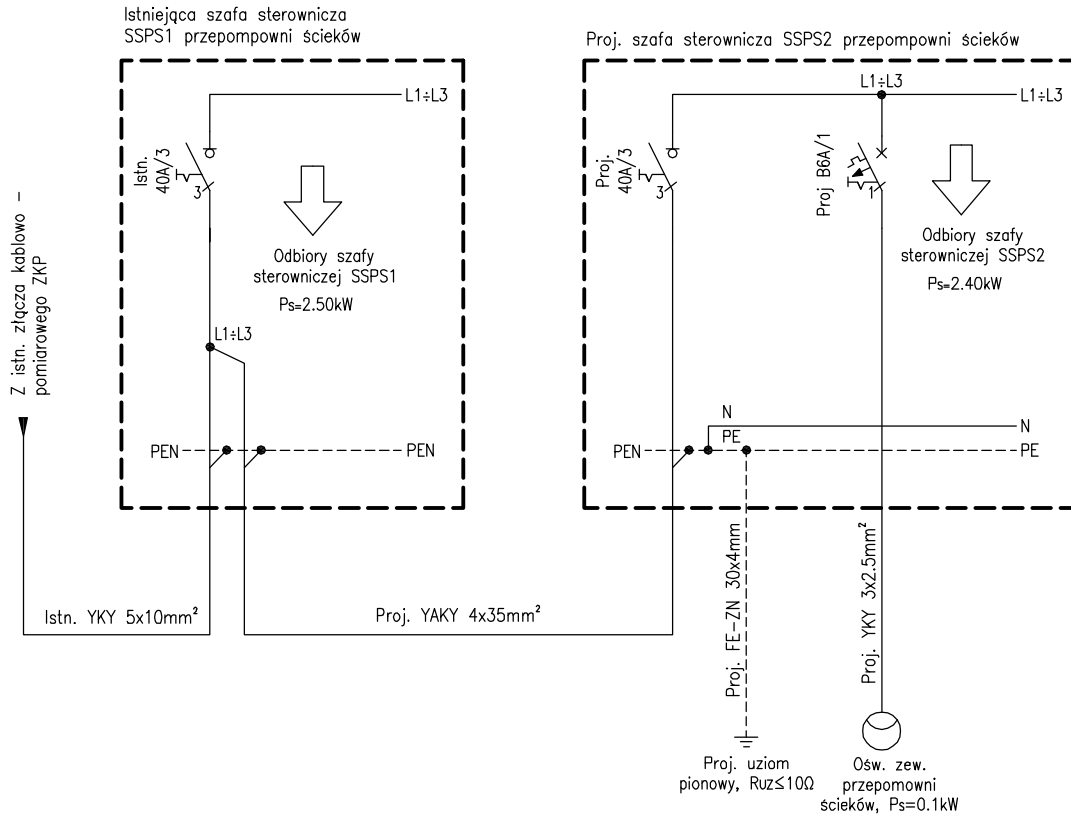 Istniejąca szafa sterownicza
SSPS1 przepompowni ścieków
Proj. szafa sterownicza SSPS2 przepompowni ścieków
L1÷L3
L1÷L3
L1÷L3
Istn.
40A/3
3
Proj.
40A/3
3
Proj B6A/1
1
Odbiory szafy
sterowniczej SSPS1
Ps=2.50kW
Odbiory szafy
sterowniczej SSPS2
Ps=2.40kW
Z istn. złącza kablowo –
pomiarowego ZKP
L1÷L3
PEN
PEN
PEN
N
PE
N
PE
Istn. YKY 5x10mm²
Proj. YAKY 4x35mm²
Proj. FE–ZN 30x4mm
Proj. YKY 3x2.5mm²
Proj. uziom
pionowy, Ruz≤10Ω
Ośw. zew.
przepomowni
ścieków, Ps=0.1kW